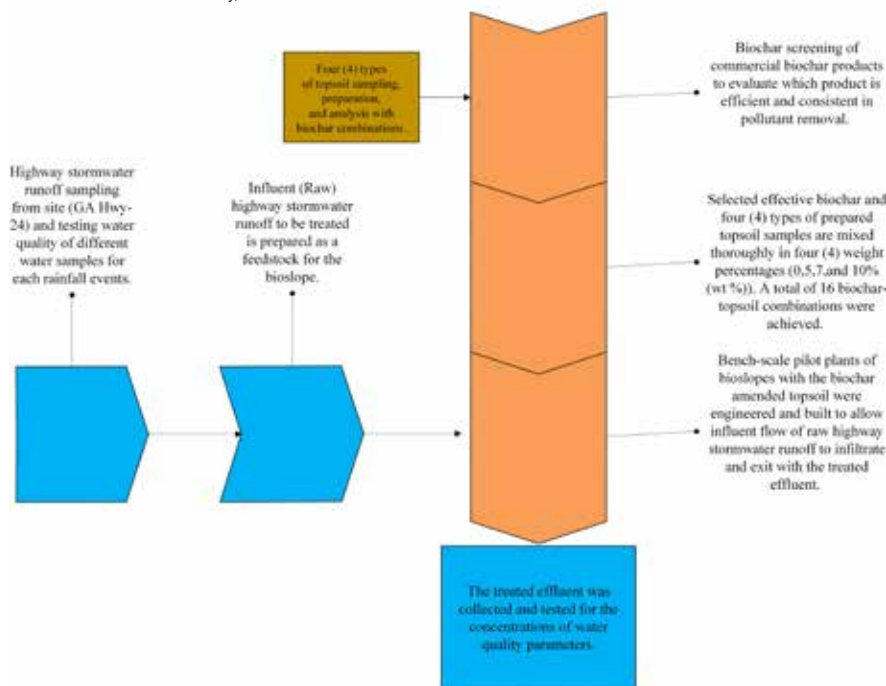 Four (4) types
of topsoil sampling,
preparation,
and analysis with
biochar combinations.
Biochar screening of
commercial biochar products
to evaluate which product is
efficient and consistent in
pollutant removal.
Highway stormwater
runoff sampling
from site (GA Hwy-
24) and testing water
quality of different
water samples for
each rainfall events.
Influent (Raw)
highway stormwater
runoff to be treated
is prepared as a
feedstock for the
bioslope.
Selected effective biochar and
four (4) types of prepared
topsoil samples are mixed
thoroughly in four (4) weight
percentages (0,5,7,and 10%
(wt %)). A total of 16 biochar-
topsoil combinations were
achieved.
Bench-scale pilot plants of
bioslopes with the biochar
amended topsoil were
engineered and built to allow
influent flow of raw highway
stormwater runoff to infiltrate
and exit with the treated
effluent.
The treated effluent was
collected and tested for the
concentrations of water
quality parameters.